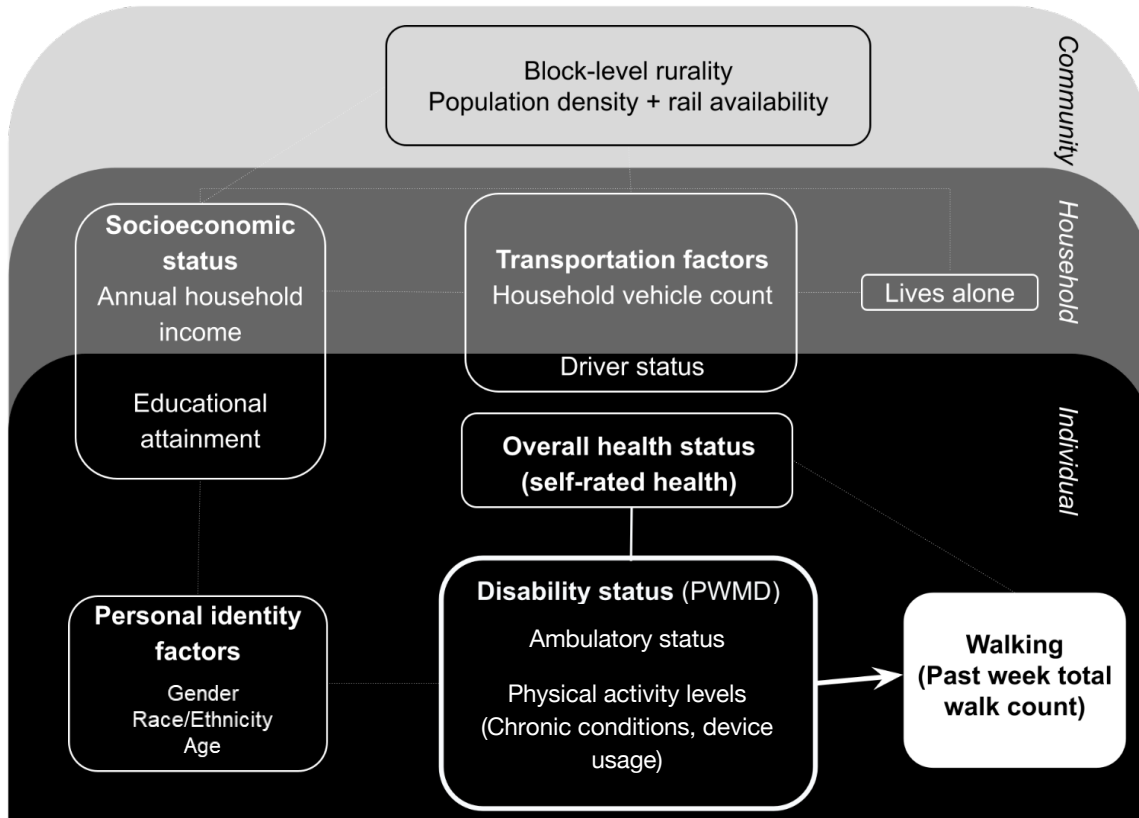 Community
Block-level rurality
Population density + rail availability
Household
Socioeconomic
status
Annual household
income
Educational
attainment
Transportation factors
Household vehicle count
Driver status
Lives alone
Individual
Overall health status
(self-rated health)
Personal identity
factors
Gender
Race/Ethnicity
Age
Disability status (PWMD)
Ambulatory status
Physical activity levels
(Chronic conditions, device
usage)
Walking
(Past week total
walk count)